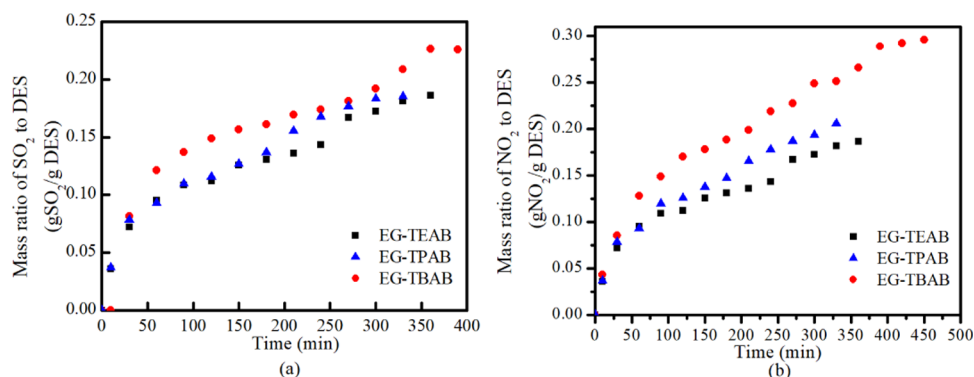 (a)
Mass ratio of SO2 to DES
(gSO2/g DES)
0.25
0.20
0.15
0.10
0.05
0.00
EG-TEAB
EG-TPAB
EG-TBAB
0 50 100 150 200 250 300 350 400
Time (min)
(a)
Mass ratio of NO2 to DES
(gNO2/g DES)
0.30
0.25
0.20
0.15
0.10
0.05
0.00
EG-TEAB
EG-TPAB
EG-TBAB
0 50 100 150 200 250 300 350 400 450 500
Time (min)
(b)